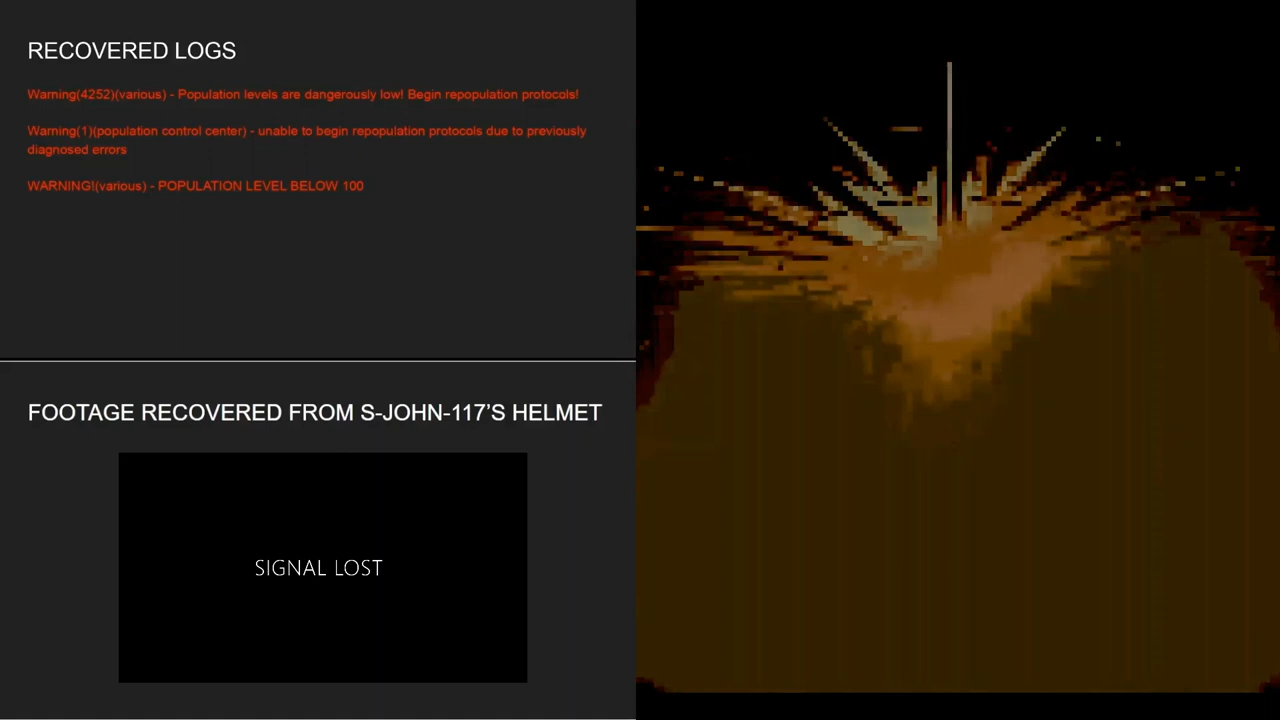 RECOVERED LOGS
Warning(4252)(various) - Population levels are dangerously low! Begin repopulation protocols!
Warning(1)(population control center) - unable to begin repopulation protocols due to previously
diagnosed errors
WARNING!(various) - POPULATION LEVEL BELOW 100
FOOTAGE RECOVERED FROM S-JOHN-117’S HELMET
SIGNAL LOST